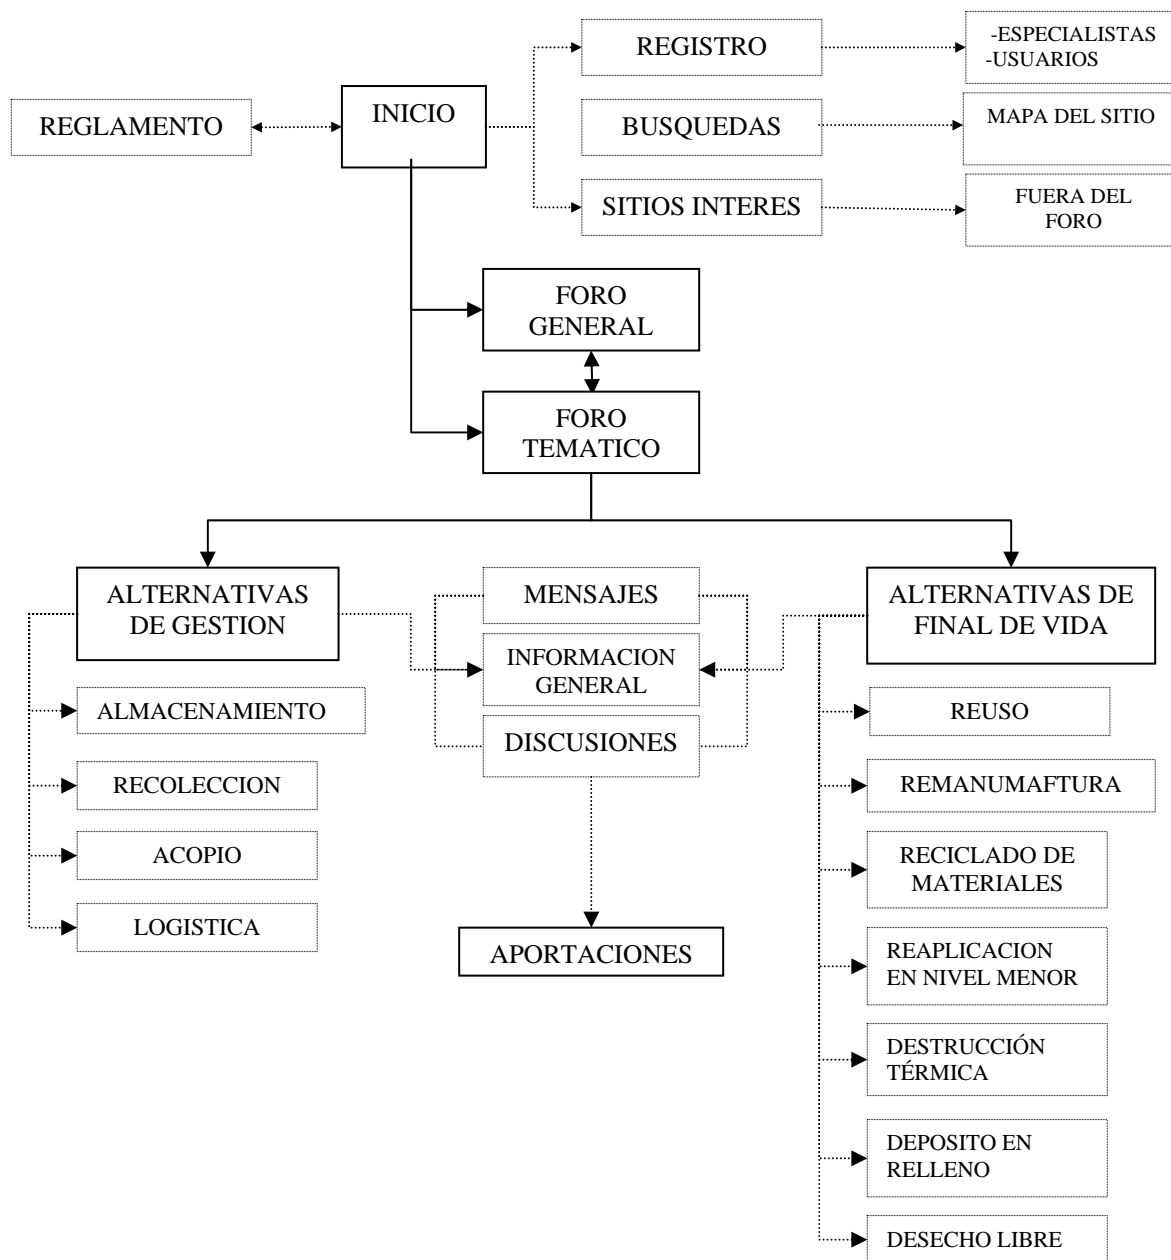 REGISTRO
-ESPECIALISTAS
-USUARIOS
REGLAMENTO
INICIO
BUSQUEDAS
MAPA DEL SITIO
SITIOS INTERES
FUERA DEL
FORO
FORO
GENERAL
FORO
TEMATICO
ALTERNATIVAS
DE GESTION
MENSAJES
ALTERNATIVAS DE
FINAL DE VIDA
INFORMACION
GENERAL
DISCUSIONES
ALMACENAMIENTO
RECOLECCION
ACOPIO
LOGISTICA
APORTACIONES
REUSO
REMANUMAFTURA
RECICLADO DE
MATERIALES
REAPLICACION
EN NIVEL MENOR
DESTRUCCIÓN
TÉRMICA
DEPOSITO EN
RELLENO
DESECHO LIBRE